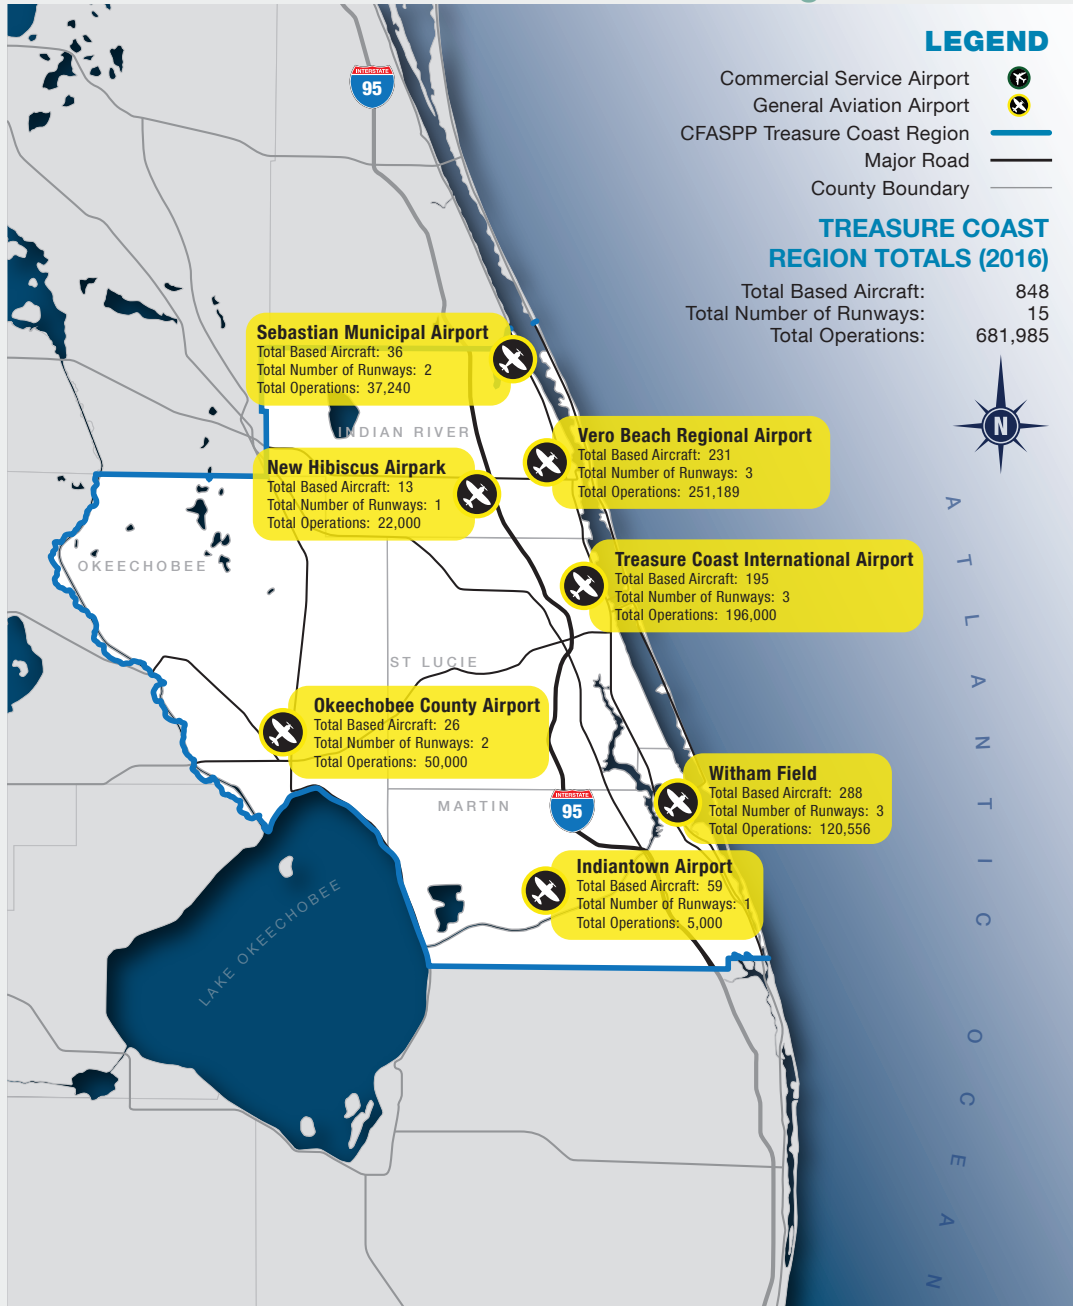 LEGEND
Commercial Service Airport
General Aviation Airport
CFASPP Treasure Coast Region
Major Road
County Boundary
TREASURE COAST
REGION TOTALS (2016)
Total Based Aircraft: 848
Total Number of Runways: 15
Total Operations: 681,985
INTERSTATE
95
N
Sebastian Municipal Airport
Total Based Aircraft: 36
Total Number of Runways: 2
Total Operations: 37,240
INDIAN RIVER
Vero Beach Regional Airport
Total Based Aircraft: 231
Total Number of Runways: 3
Total Operations: 251,189
New Hibiscus Airpark
Total Based Aircraft: 13
Total Number of Runways: 1
Total Operations: 22,000
OKEECHOBEE
Treasure Coast International Airport
Total Based Aircraft: 195
Total Number of Runways: 3
Total Operations: 196,000
ST LUCIE
Okeechobee County Airport
Total Based Aircraft: 26
Total Number of Runways: 2
Total Operations: 50,000
MARTIN
INTERSTATE
95
Witham Field
Total Based Aircraft: 288
Total Number of Runways: 3
Total Operations: 120,556
Indiantown Airport
Total Based Aircraft: 59
Total Number of Runways: 1
Total Operations: 5,000
LAKE OKEECHOBEE
ATLANTIC OCEAN